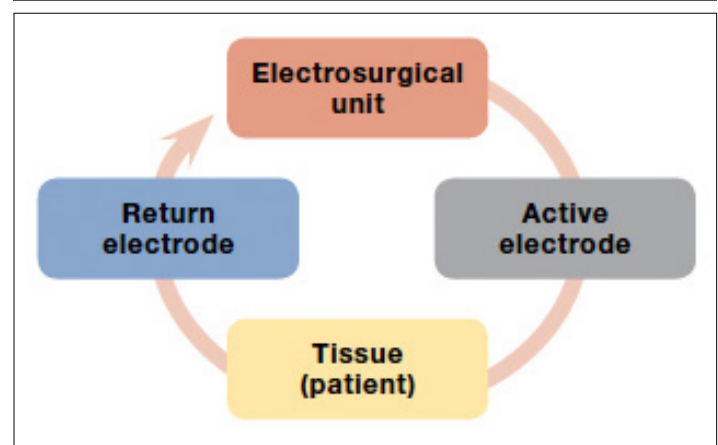 Electrosurgical
unit
Return
electrode
Active
electrode
Tissue
(patient)